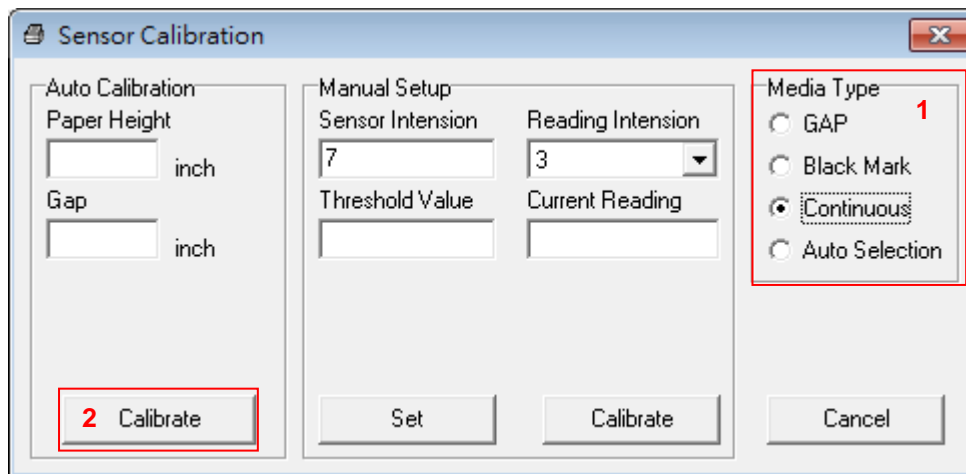 Sensor Calibration
Auto Calibration
Paper Height
inch
Gap
inch
2 Calibrate
Manual Setup
Sensor Intension Reading Intension
7 3
Threshold Value Current Reading
Set Calibrate
Media Type
1
GAP
Black Mark
Continuous
Auto Selection
Cancel